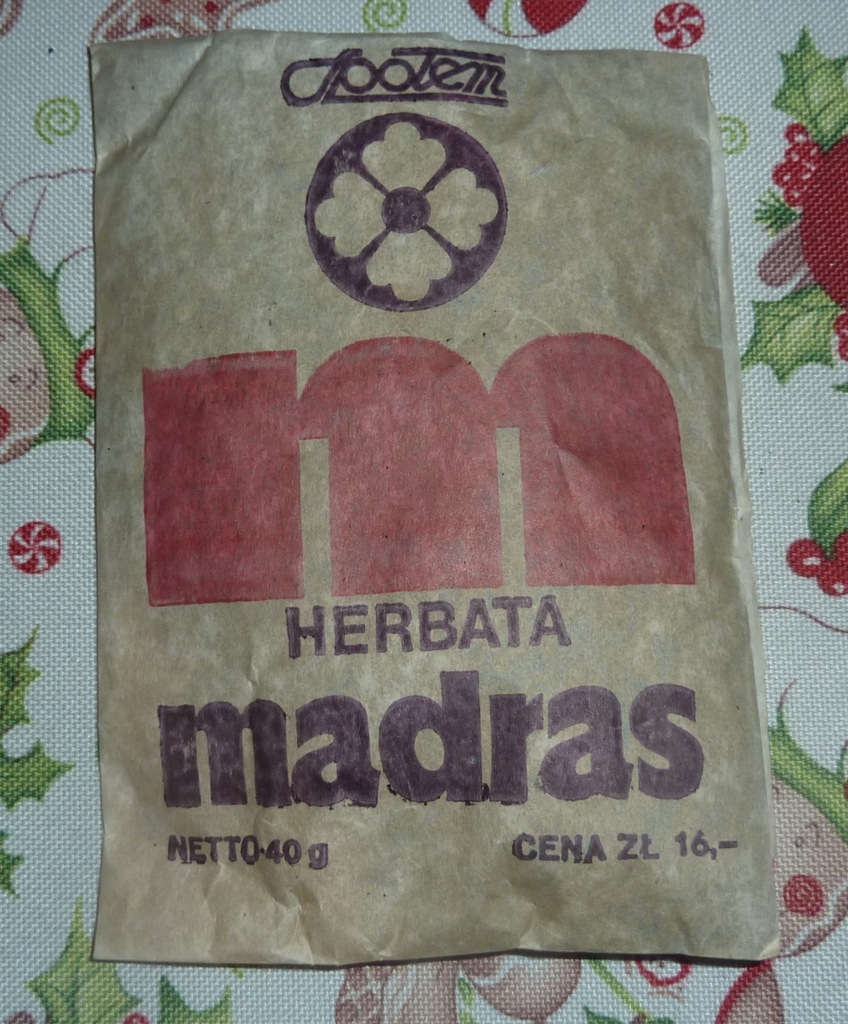 Społem
m
HERBATA
madras
NETTO·40 g CENA ZŁ 16,-